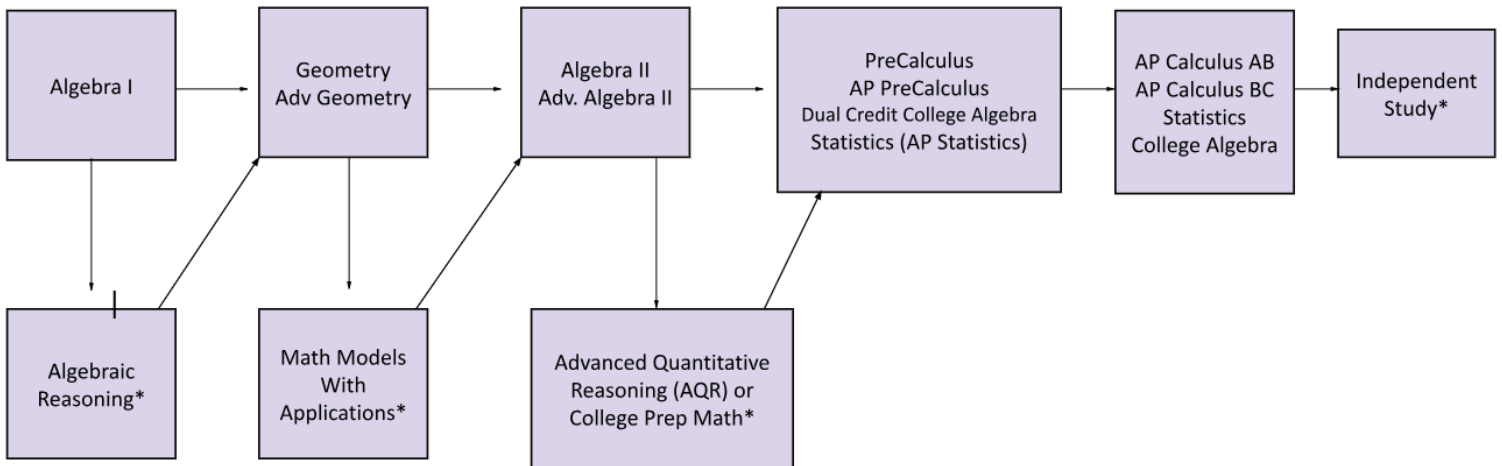 Algebra I
Geometry
Adv Geometry
Algebra II
Adv. Algebra II
PreCalculus
AP PreCalculus
Dual Credit College Algebra
Statistics (AP Statistics)
AP Calculus AB
AP Calculus BC
Statistics
College Algebra
Independent
Study*
Algebraic
Reasoning*
Math Models
With
Applications*
Advanced Quantitative
Reasoning (AQR) or
College Prep Math*